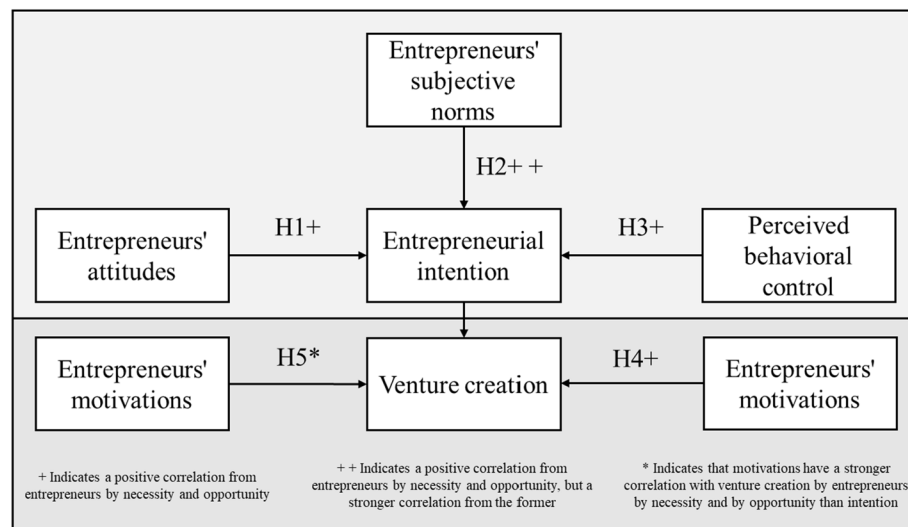 Entrepreneurs'
subjective
norms
H2+ +
Entrepreneurs'
attitudes
H1+
Entrepreneurial
intention
H3+
Perceived
behavioral
control
Entrepreneurs'
motivations
H5*
Venture creation
H4+
Entrepreneurs'
motivations
+ Indicates a positive correlation from
entrepreneurs by necessity and opportunity
+ + Indicates a positive correlation from
entrepreneurs by necessity and opportunity, but a
stronger correlation from the former
* Indicates that motivations have a stronger
correlation with venture creation by entrepreneurs
by necessity and by opportunity than intention